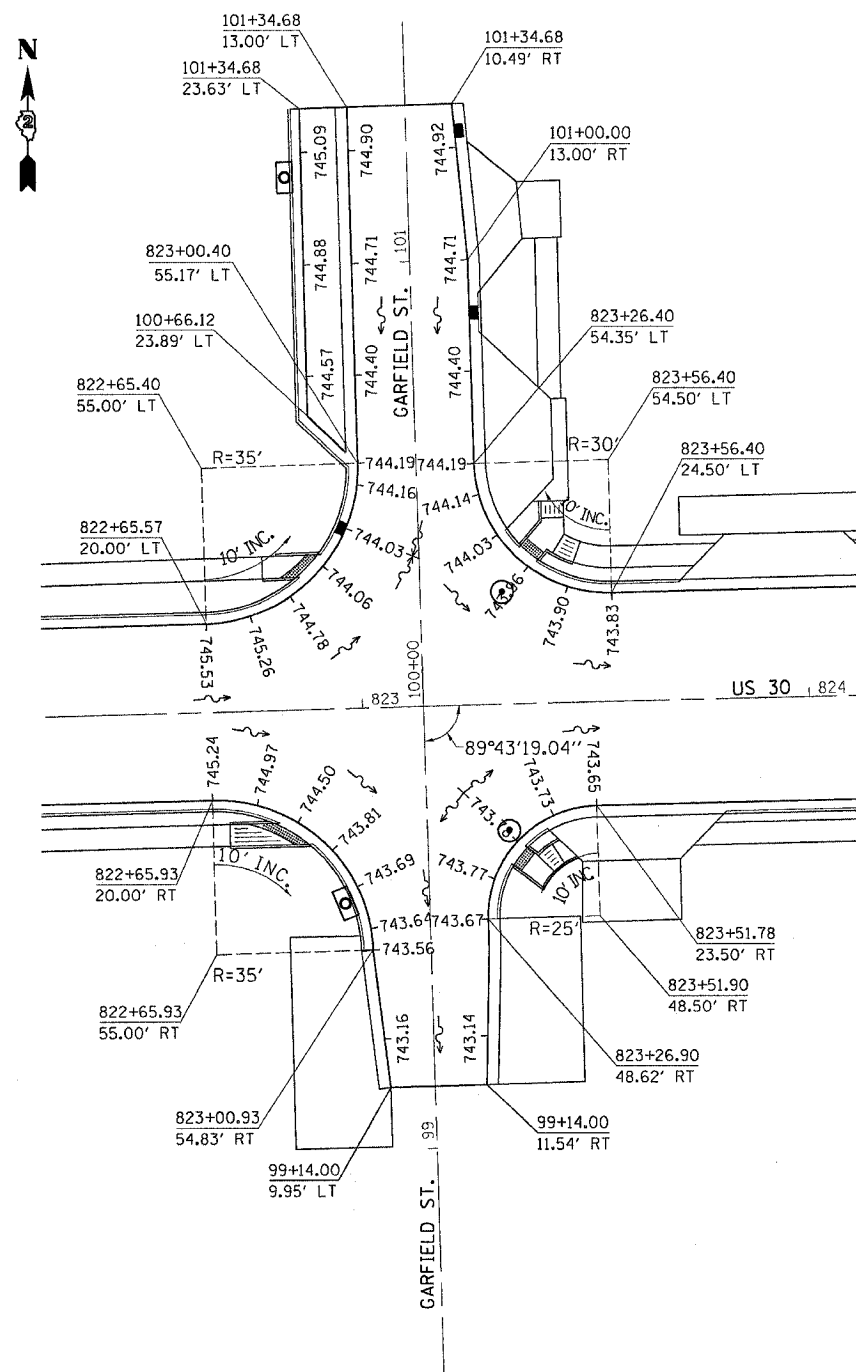 101+34.68
13.00' LT
101+34.68
10.49' RT
N
2
101+34.68
23.63' LT
101+00.00
13.00' RT
745.09
744.90
744.92
823+00.40
55.17' LT
744.88
744.71
101
744.71
100+66.12
23.89' LT
GARFIELD ST.
823+26.40
54.35' LT
822+65.40
55.00' LT
744.57
744.40
744.40
823+56.40
54.50' LT
R=35'
744.19
744.19
R=30'
823+56.40
24.50' LT
744.16
744.14
822+65.57
20.00' LT
10' INC.
744.03
744.03
10' INC.
744.06
743.96
744.78
743.90
745.26
743.83
745.53
100+00
823
US 30
824
89°43'19.04"
745.24
744.97
744.50
743.81
743.73
743.65
822+65.93
20.00' RT
10' INC.
743.69
743.77
10' INC
743.64
743.67
823+51.78
23.50' RT
R=35'
743.56
R=25'
822+65.93
55.00' RT
823+51.90
48.50' RT
743.16
743.14
823+26.90
48.62' RT
823+00.93
54.83' RT
99+14.00
11.54' RT
99
99+14.00
9.95' LT
GARFIELD ST.